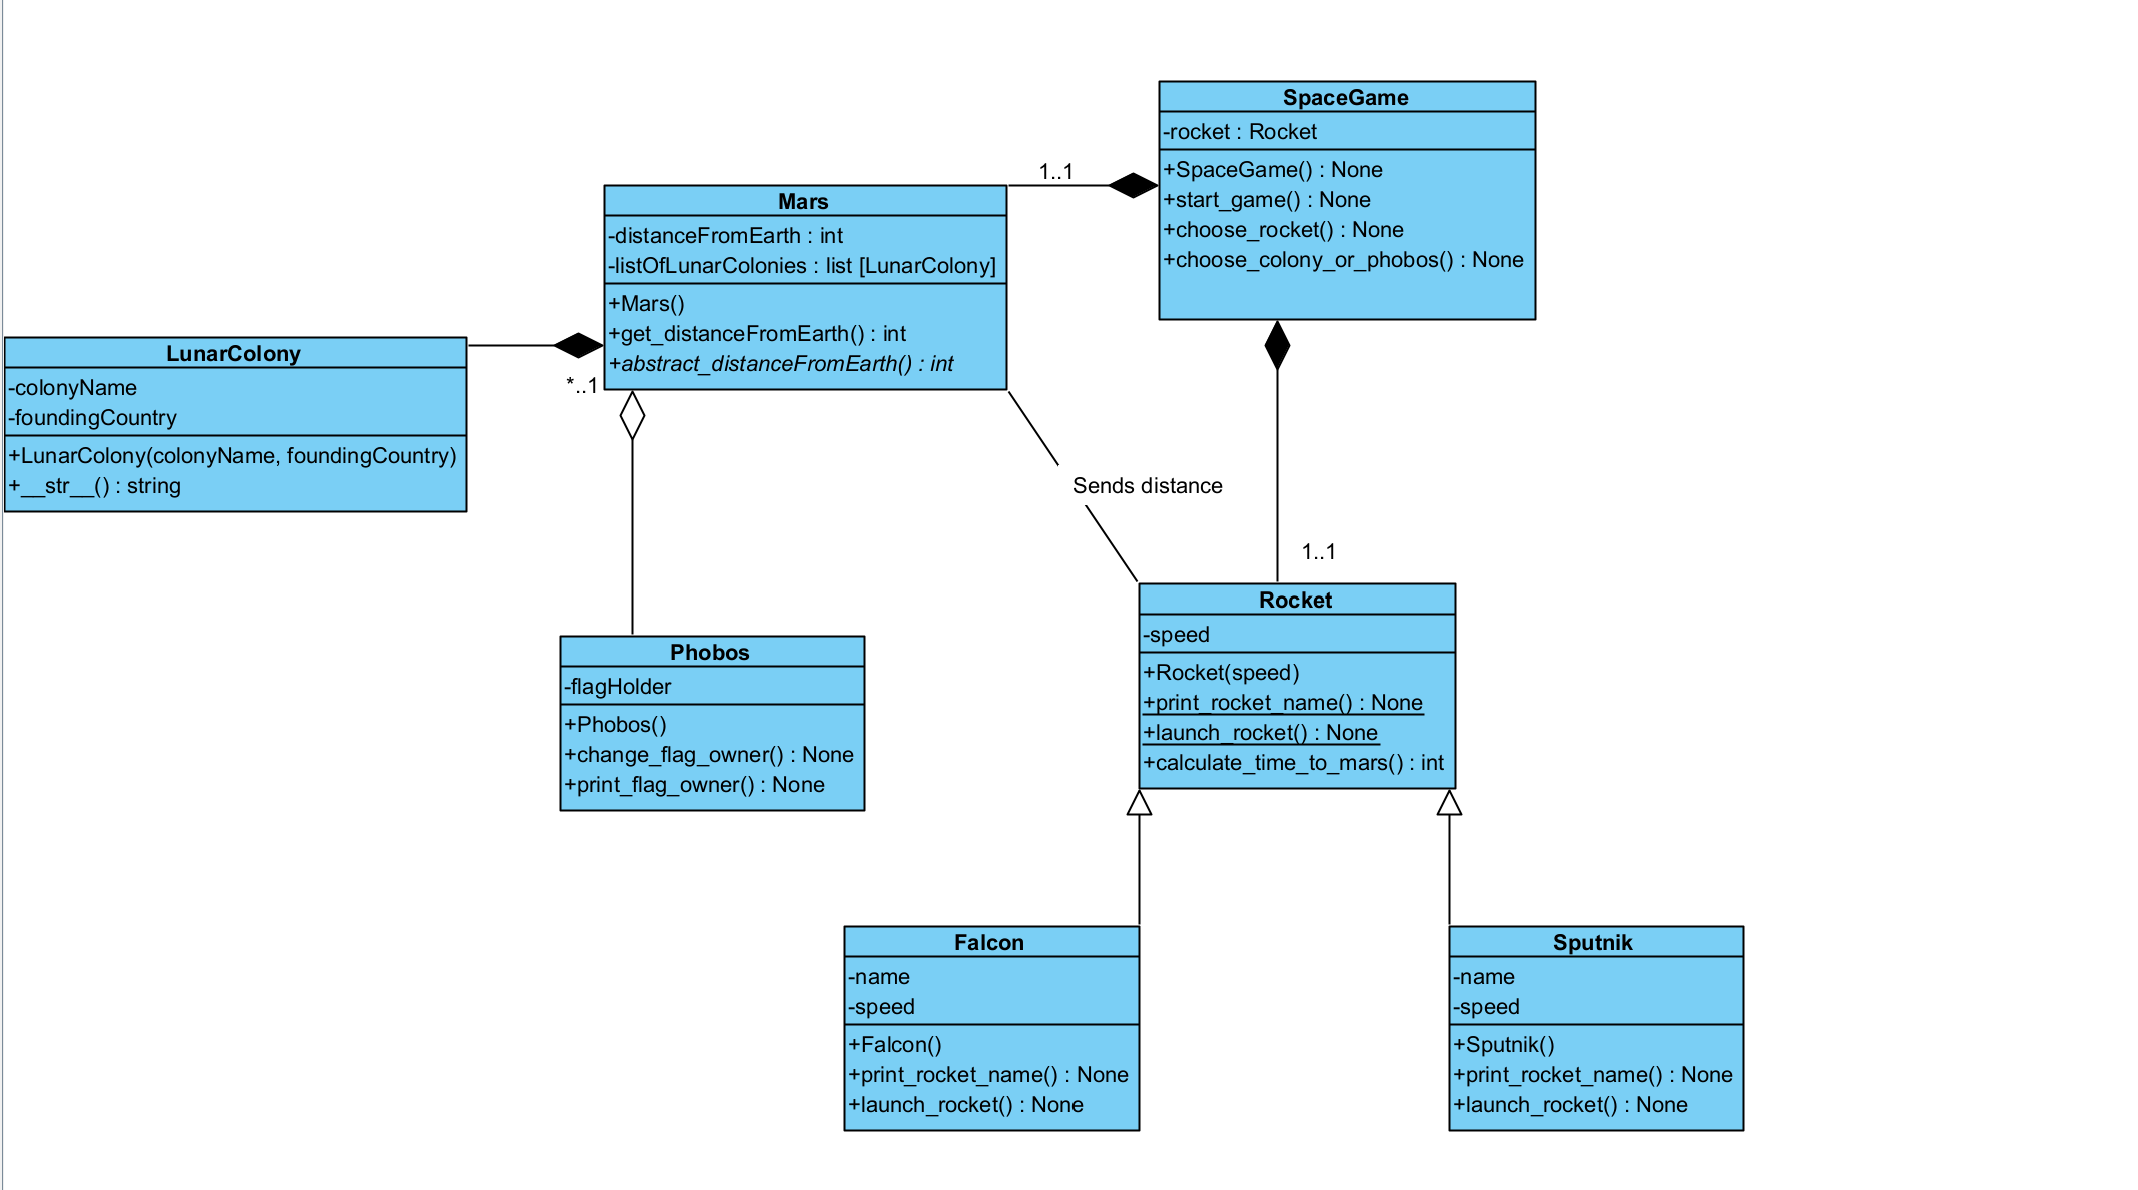 SpaceGame
-rocket : Rocket
+SpaceGame() : None
+start_game() : None
+choose_rocket() : None
+choose_colony_or_phobos() : None
1..1
Mars
-distanceFromEarth : int
-listOfLunarColonies : list [LunarColony]
+Mars()
+get_distanceFromEarth() : int
+abstract_distanceFromEarth() : int
LunarColony
-colonyName
-foundingCountry
+LunarColony(colonyName, foundingCountry)
+__str__() : string
*..1
Sends distance
1..1
Rocket
-speed
+Rocket(speed)
+print_rocket_name() : None
+launch_rocket() : None
+calculate_time_to_mars() : int
Phobos
-flagHolder
+Phobos()
+change_flag_owner() : None
+print_flag_owner() : None
Falcon
-name
-speed
+Falcon()
+print_rocket_name() : None
+launch_rocket() : None
Sputnik
-name
-speed
+Sputnik()
+print_rocket_name() : None
+launch_rocket() : None